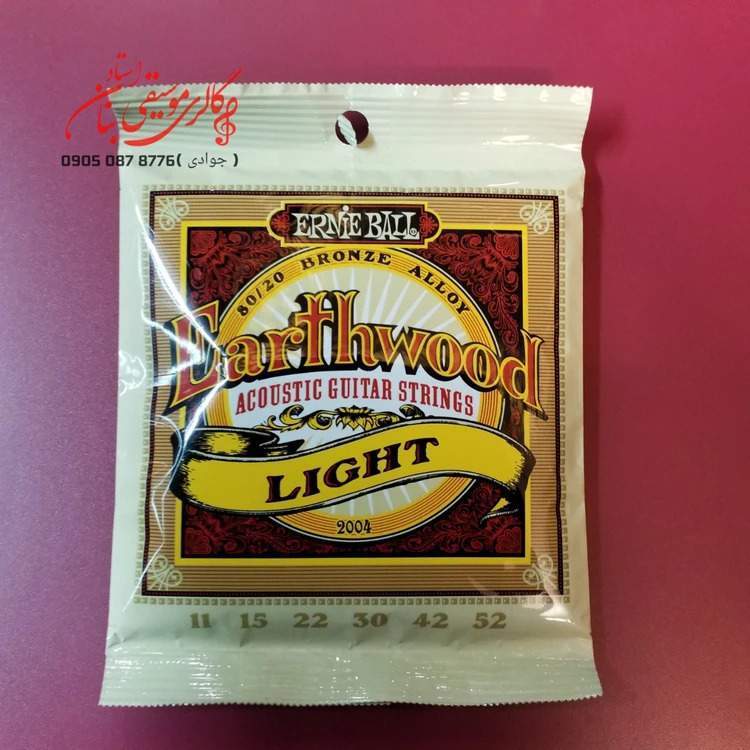 گالری موسیقی استاد بنان
0905 087 8776( جوادی )
ERNIE BALL
80/20 BRONZE ALLOY
Earthwood
ACOUSTIC GUITAR STRINGS
LIGHT
2004
11 15 22 30 42 52